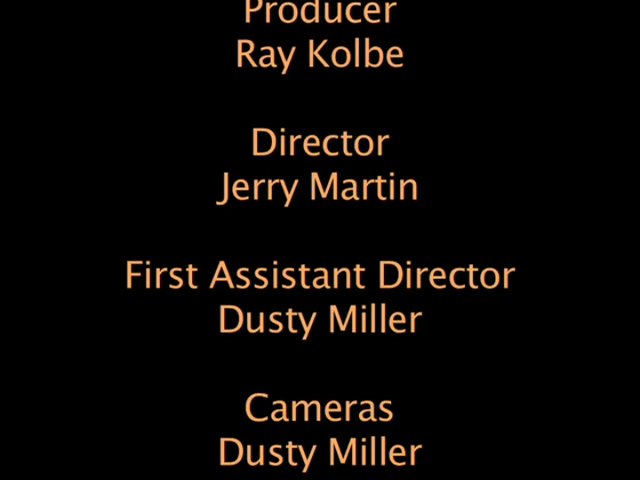 Producer
Ray Kolbe
Director
Jerry Martin
First Assistant Director
Dusty Miller
Cameras
Dusty Miller